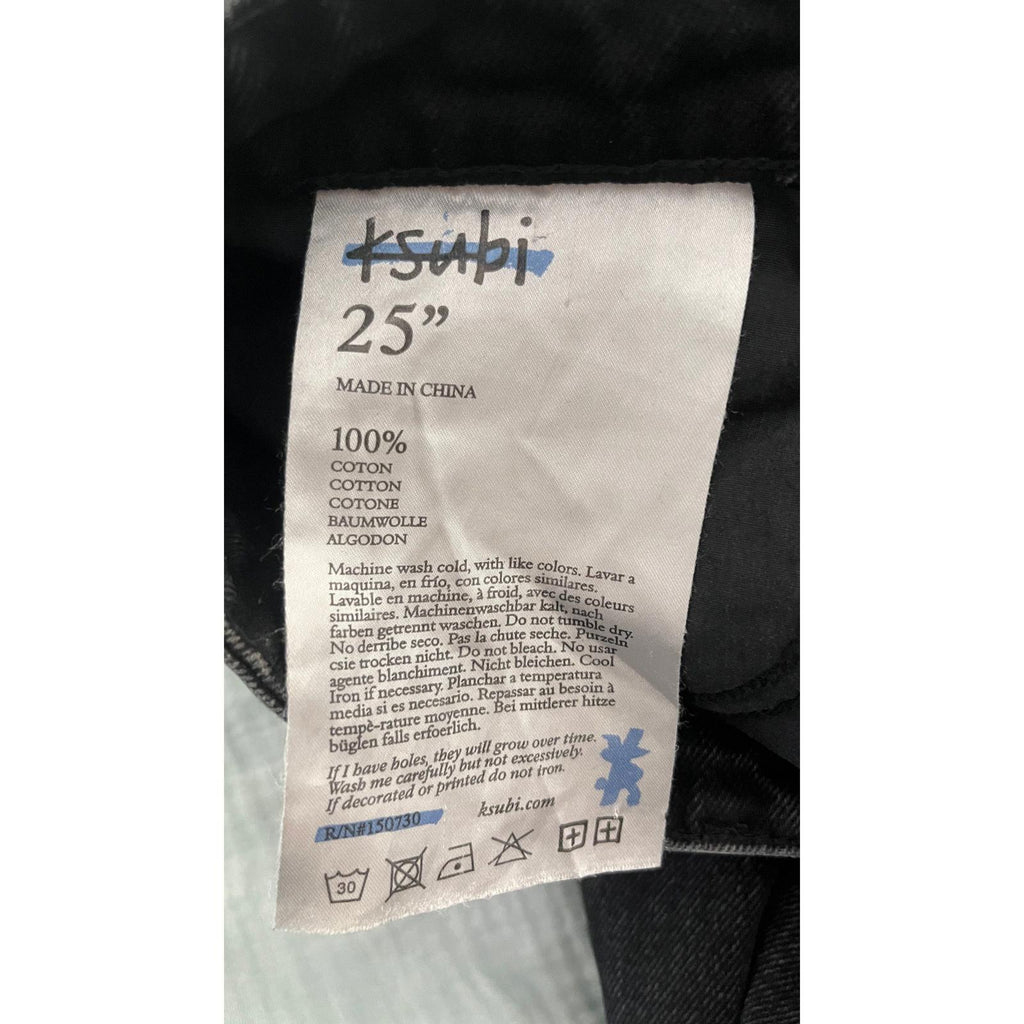 ksubi
25”
MADE IN CHINA
100%
COTON
COTTON
COTONE
BAUMWOLLE
ALGODON
Machine wash cold, with like colors. Lavar a
maquina, en frío, con colores similares.
Lavable en machine, à froid, avec des coleurs
similaires. Machinenwaschbar kalt, nach
farben getrennt waschen. Do not tumble dry.
No derribe seco. Pas la chute seche. Purzeln
csie trocken nicht. Do not bleach. No usar
agente blanchiment. Nicht bleichen. Cool
Iron if necessary. Planchar a temperatura
media si es necesario. Repassar au besoin à
tempè-rature moyenne. Bei mittlerer hitze
büglen falls erfoerlich.
If I have holes, they will grow over time.
Wash me carefully but not excessively.
If decorated or printed do not iron.
R/N#150730
ksubi.com
30